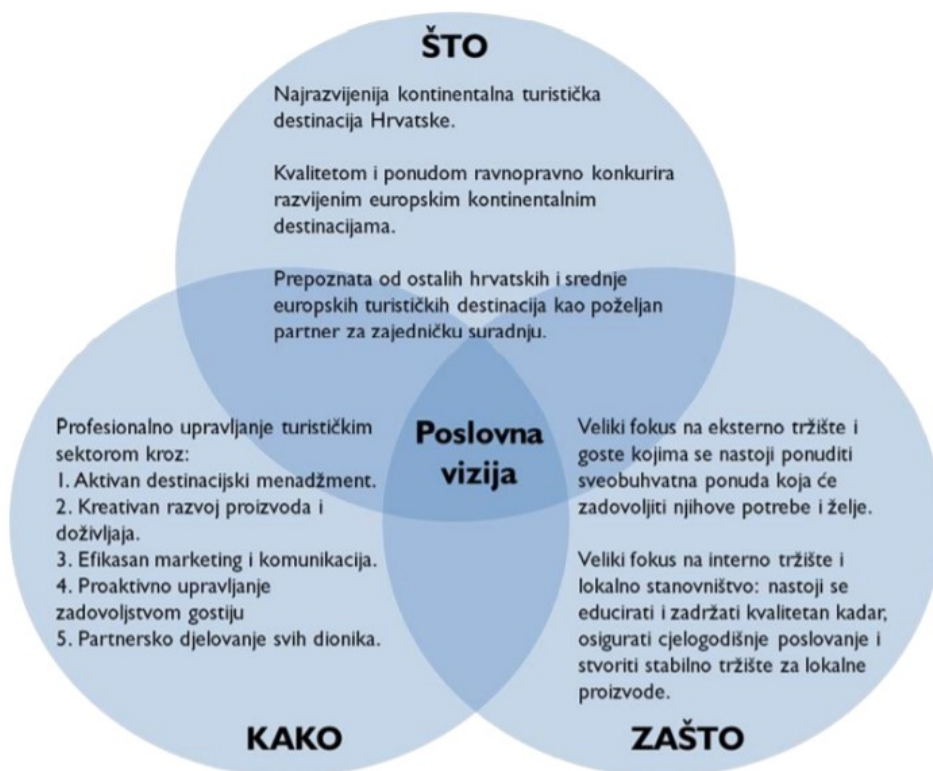 ŠTO
Najrazvijenija kontinentalna turistička
destinacija Hrvatske.
Kvalitetom i ponudom ravnopravno konkurira
razvijenim europskim kontinentalnim
destinacijama.
Prepoznata od ostalih hrvatskih i srednje
europskih turističkih destinacija kao poželjan
partner za zajedničku suradnju.
Poslovna
vizija
Profesionalno upravljanje turističkim
sektorom kroz:
1. Aktivan destinacijski menadžment.
2. Kreativan razvoj proizvoda i
doživljaja.
3. Efikasan marketing i komunikacija.
4. Proaktivno upravljanje
zadovoljstvom gostiju
5. Partnersko djelovanje svih dionika.
KAKO
Veliki fokus na eksterno tržište i
goste kojima se nastoji ponuditi
sveobuhvatna ponuda koja će
zadovoljiti njihove potrebe i želje.
Veliki fokus na interno tržište i
lokalno stanovništvo: nastoji se
educirati i zadržati kvalitetan kadar,
osigurati cjelogodišnje poslovanje i
stvoriti stabilno tržište za lokalne
proizvode.
ZAŠTO